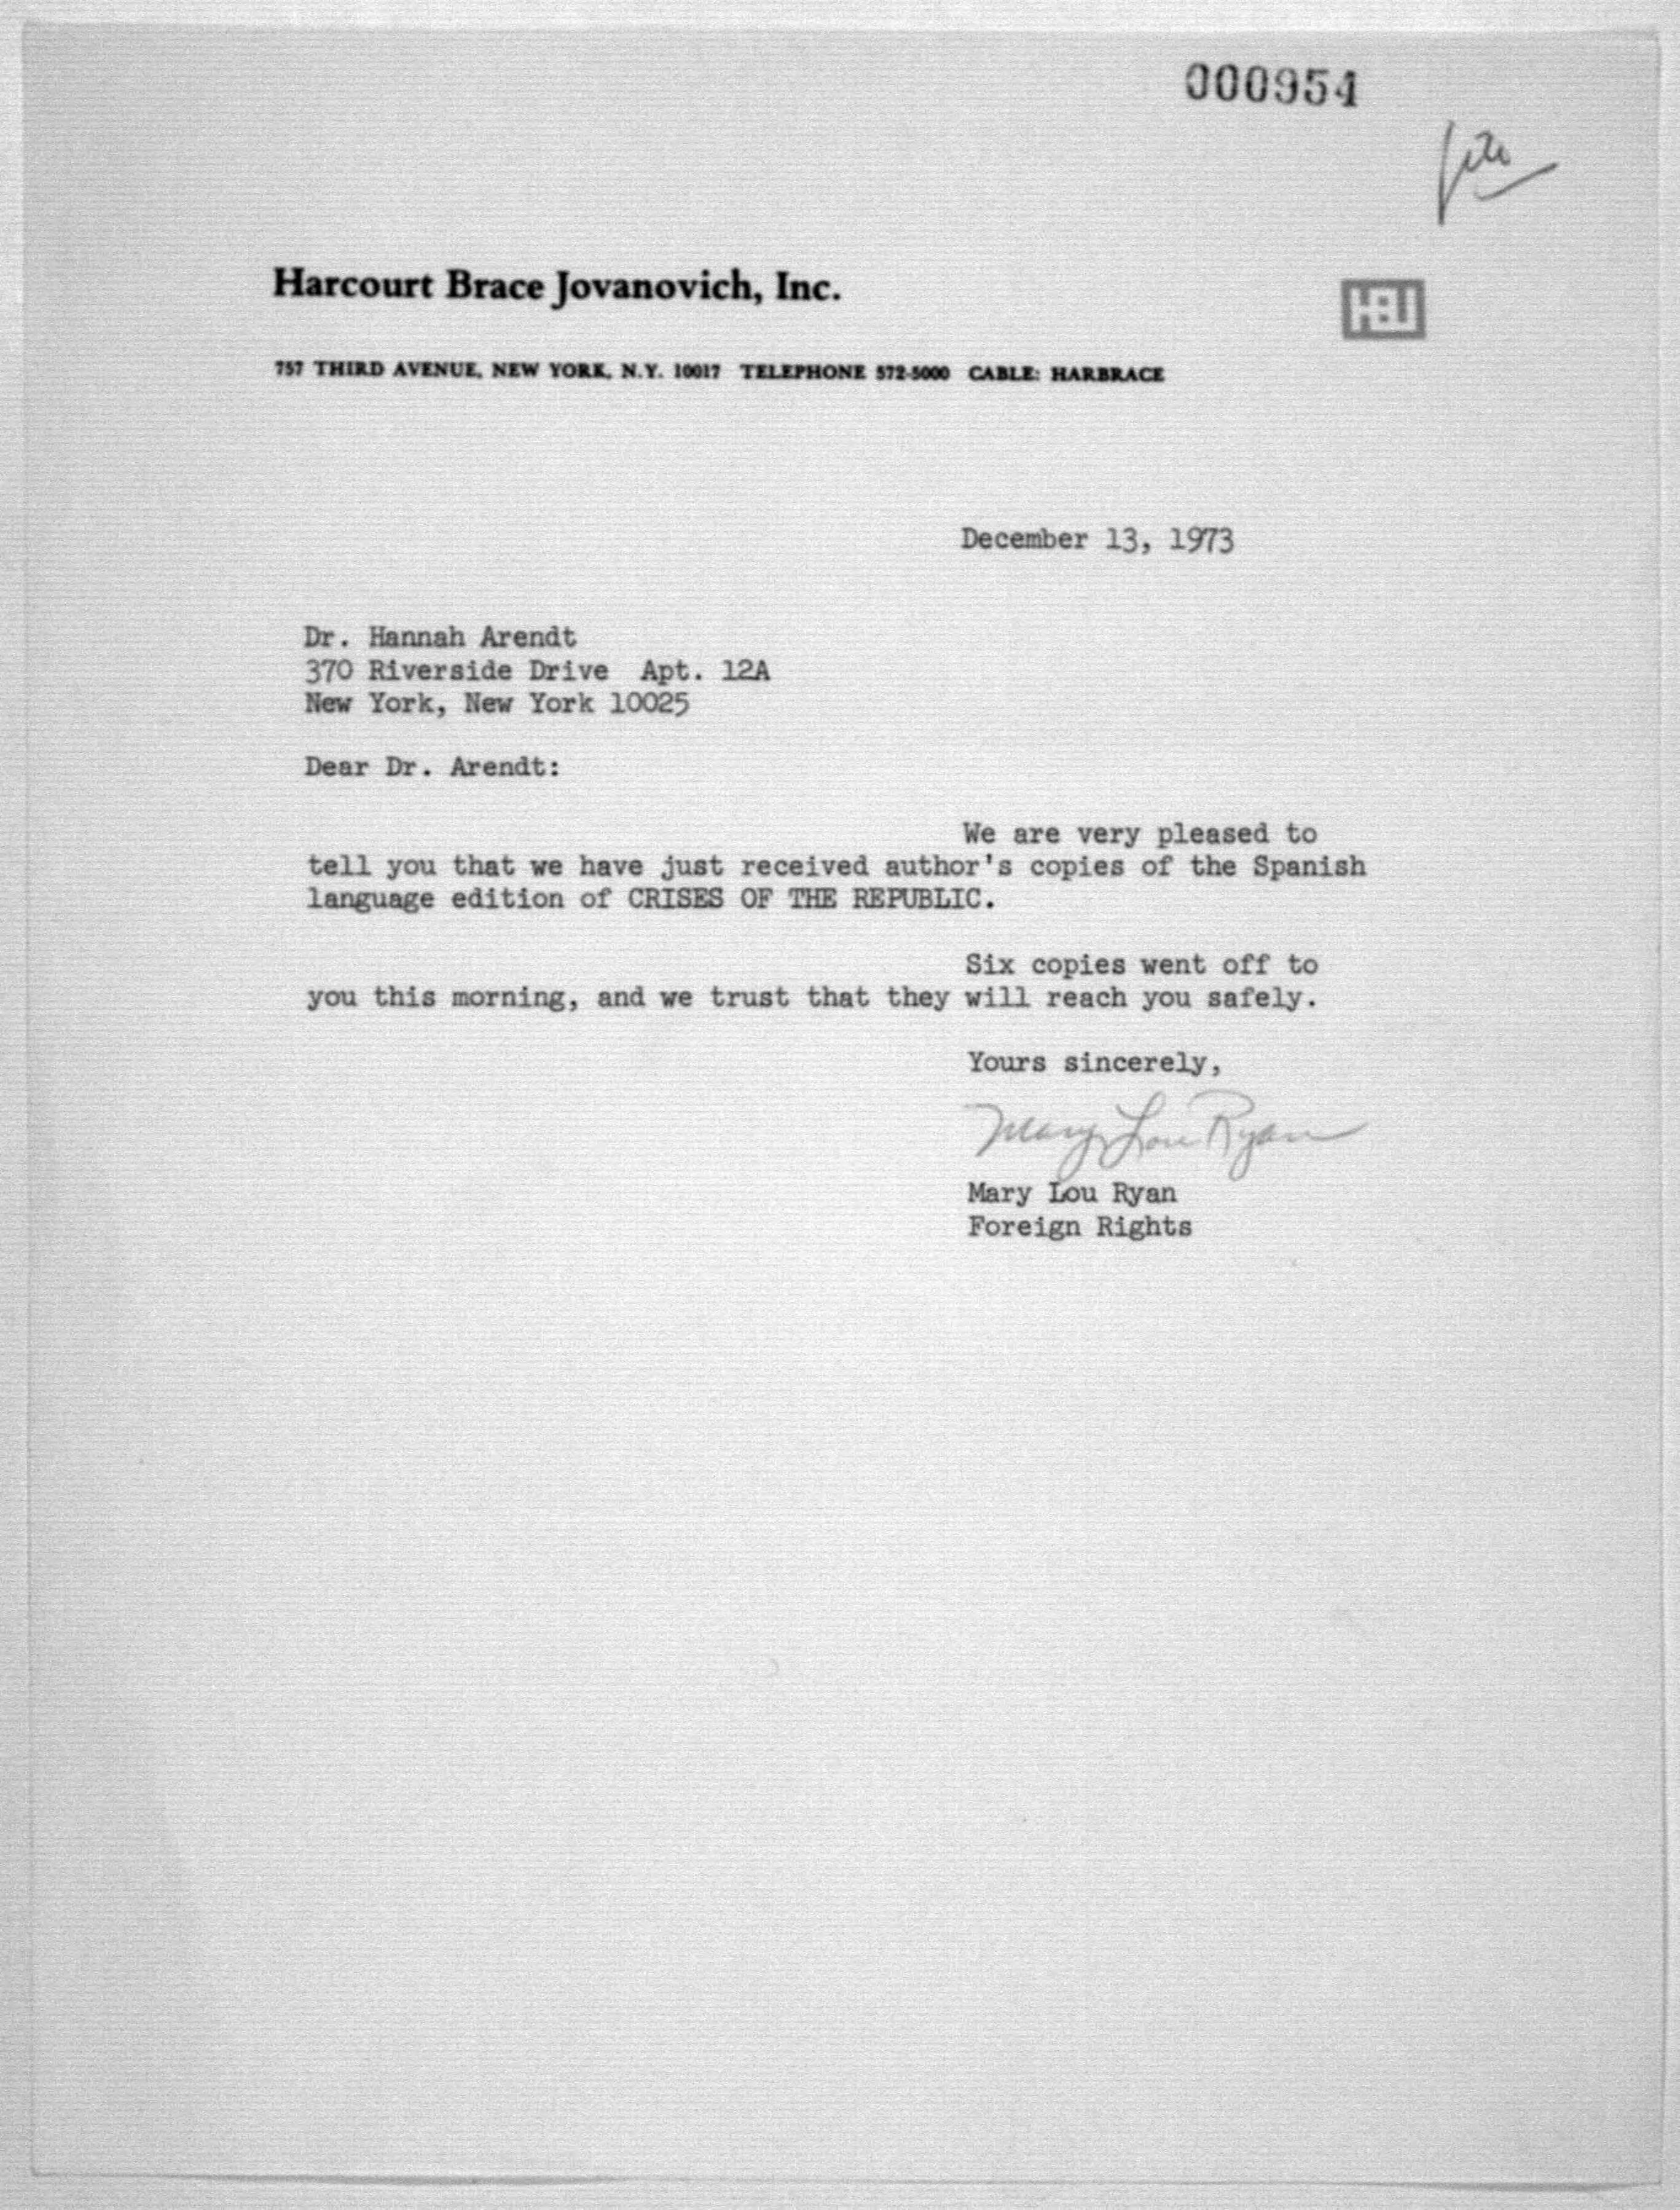 000954
Harcourt Brace Jovanovich, Inc.
HBJ
757 THIRD AVENUE, NEW YORK, N.Y. 10017 TELEPHONE 572-5000 CABLE: HARBRACE
December 13, 1973
Dr. Hannah Arendt
370 Riverside Drive Apt. 12A
New York, New York 10025
Dear Dr. Arendt:
We are very pleased to
tell you that we have just received author's copies of the Spanish
language edition of CRISES OF THE REPUBLIC.
Six copies went off to
you this morning, and we trust that they will reach you safely.
Yours sincerely,
Mary Lou Ryan
Mary Lou Ryan
Foreign Rights